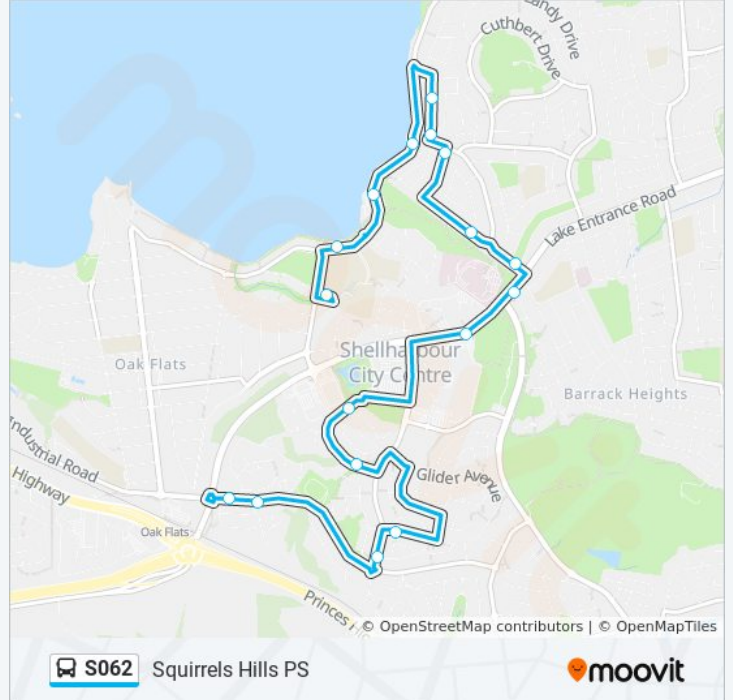 andy Drive
Cuthbert Drive
Lake Entrance Road
Shellharbour
City Centre
Oak Flats
Barrack Heights
Industrial Road
Highway
Glider Avenue
Oak Flats
Princes H
© OpenStreetMap contributors | © OpenMapTiles
S062 Squirrels Hills PS
moovit